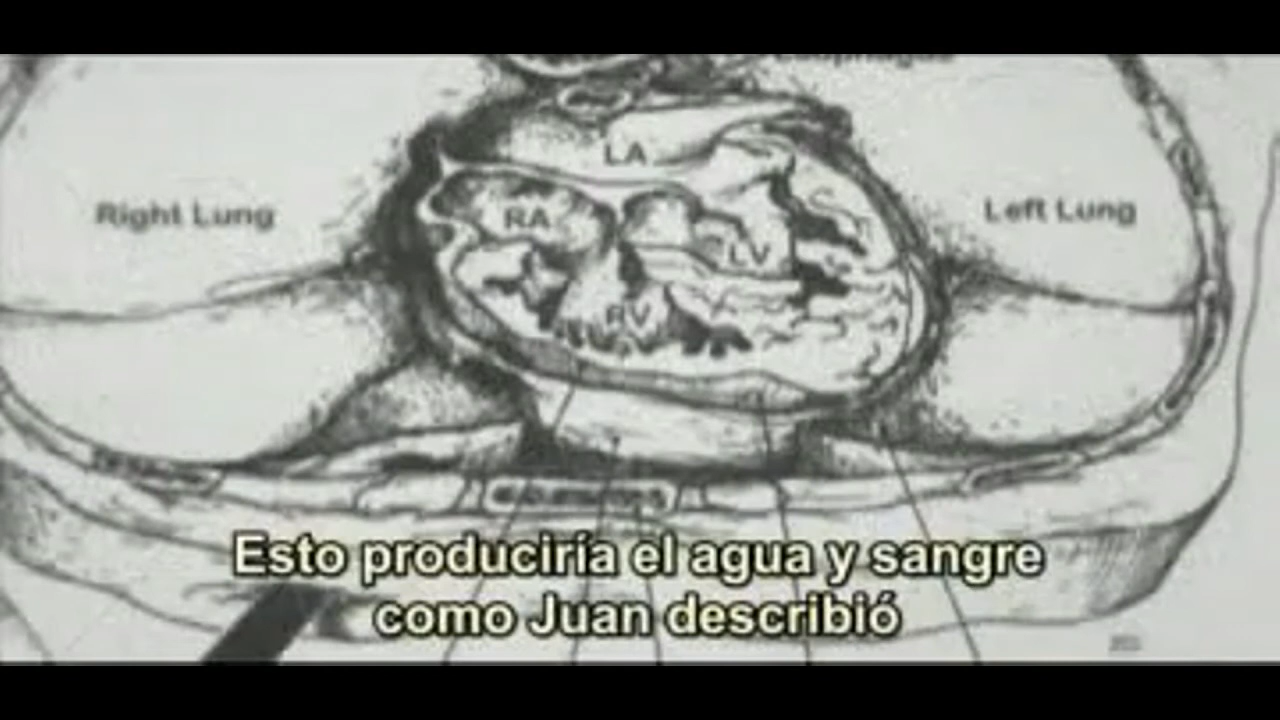 Right Lung
LA
Left Lung
RA
LV
RV
Esto produciría el agua y sangre
como Juan describió